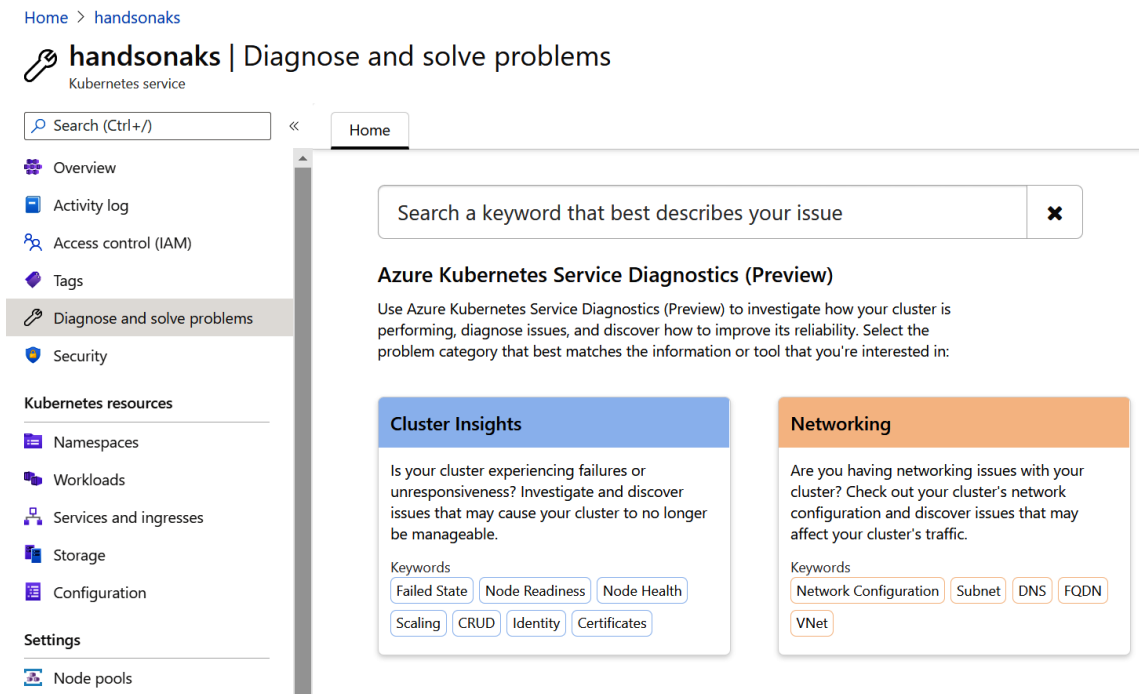 Home > handsonaks
handsonaks | Diagnose and solve problems
Kubernetes service
Search (Ctrl+/)
«
Overview
Activity log
Access control (IAM)
Tags
Diagnose and solve problems
Security
Kubernetes resources
Namespaces
Workloads
Services and ingresses
Storage
Configuration
Settings
Node pools
Home
Search a keyword that best describes your issue
Azure Kubernetes Service Diagnostics (Preview)
Use Azure Kubernetes Service Diagnostics (Preview) to investigate how your cluster is
performing, diagnose issues, and discover how to improve its reliability. Select the
problem category that best matches the information or tool that you're interested in:
Cluster Insights
Is your cluster experiencing failures or
unresponsiveness? Investigate and discover
issues that may cause your cluster to no longer
be manageable.
Keywords
Failed State Node Readiness Node Health
Scaling CRUD Identity Certificates
Networking
Are you having networking issues with your
cluster? Check out your cluster's network
configuration and discover issues that may
affect your cluster's traffic.
Keywords
Network Configuration Subnet DNS FQDN
VNet